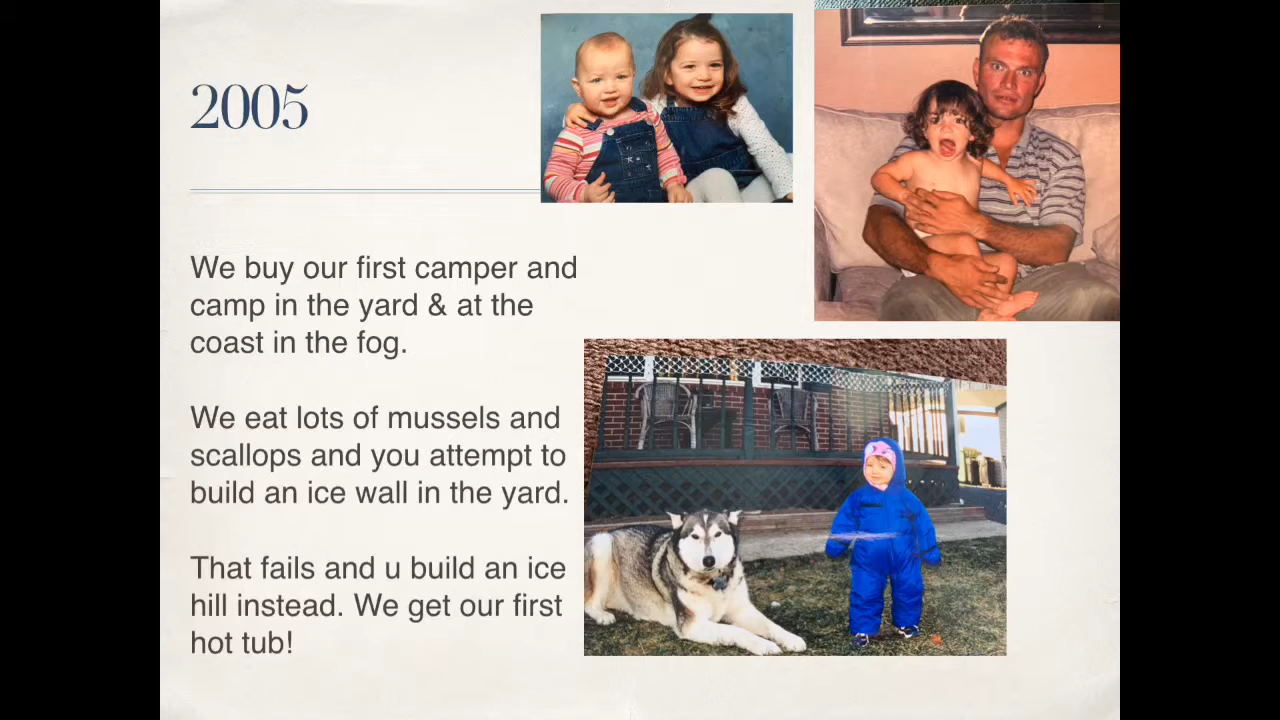 2005
We buy our first camper and
camp in the yard & at the
coast in the fog.
We eat lots of mussels and
scallops and you attempt to
build an ice wall in the yard.
That fails and u build an ice
hill instead. We get our first
hot tub!